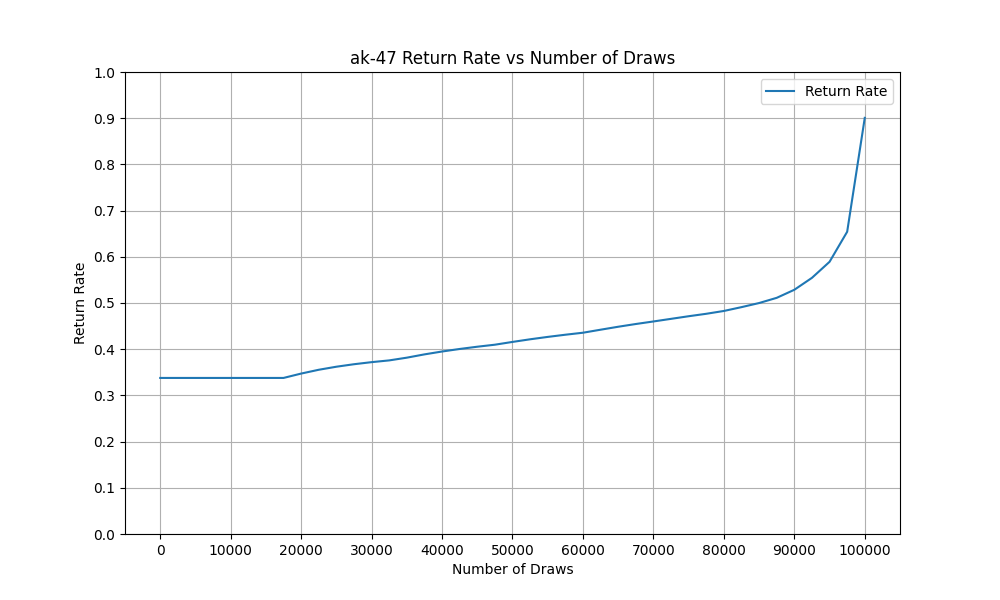 ak-47 Return Rate vs Number of Draws
Return Rate
1.0
0.9
0.8
0.7
0.6
0.5
0.4
0.3
0.2
0.1
0.0
Return Rate
0 10000 20000 30000 40000 50000 60000 70000 80000 90000 100000
Number of Draws